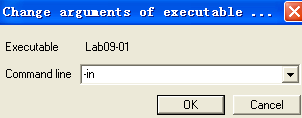 Change arguments of executable ...
Executable Lab09-01
Command line -in
OK Cancel